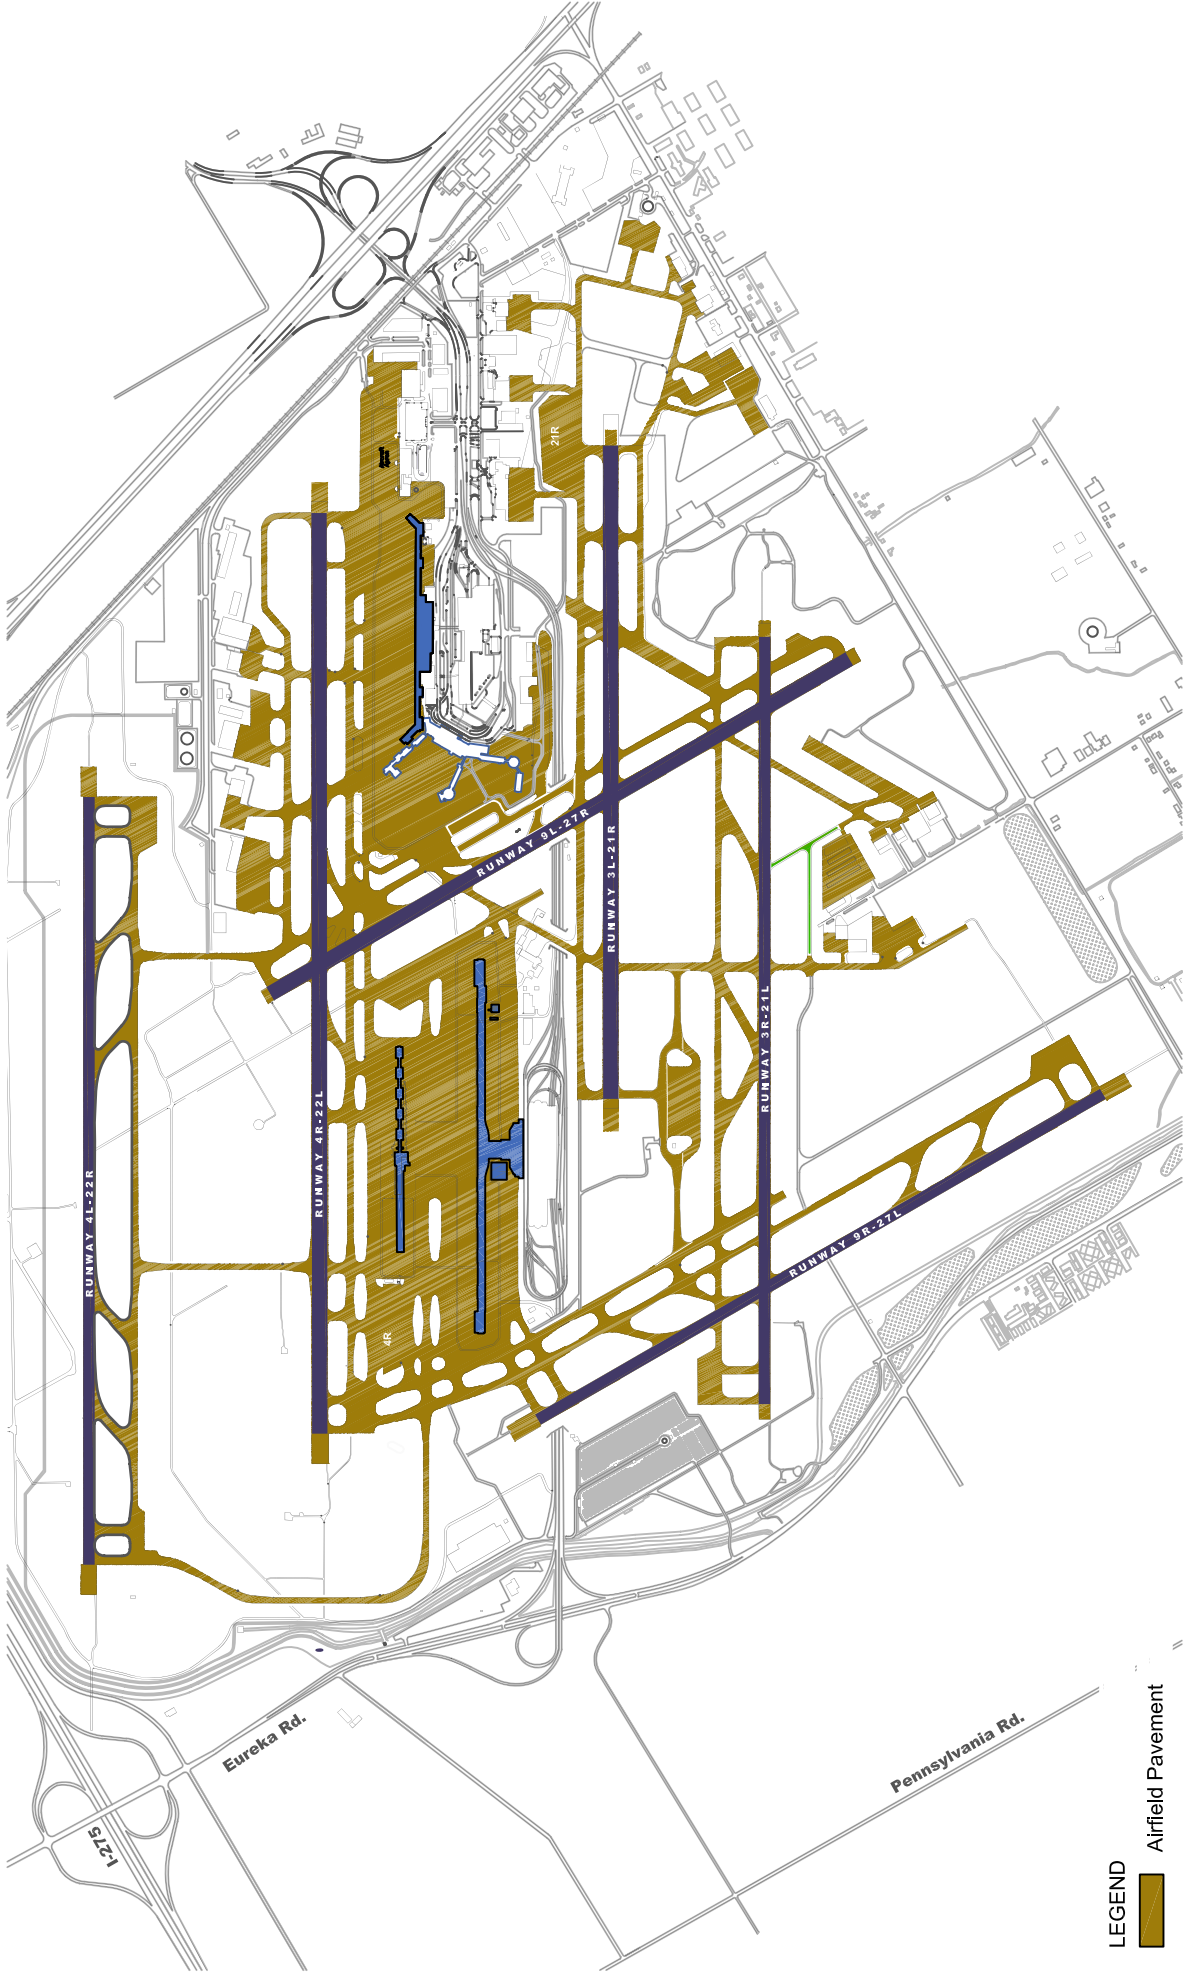 21R
RUNWAY 9L-27R
RUNWAY 3L-21R
RUNWAY 3R-21L
RUNWAY 4R-22L
RUNWAY 4L-22R
RUNWAY 9R-27L
4R
Eureka Rd.
Pennsylvania Rd.
I-275
LEGEND
Airfield Pavement